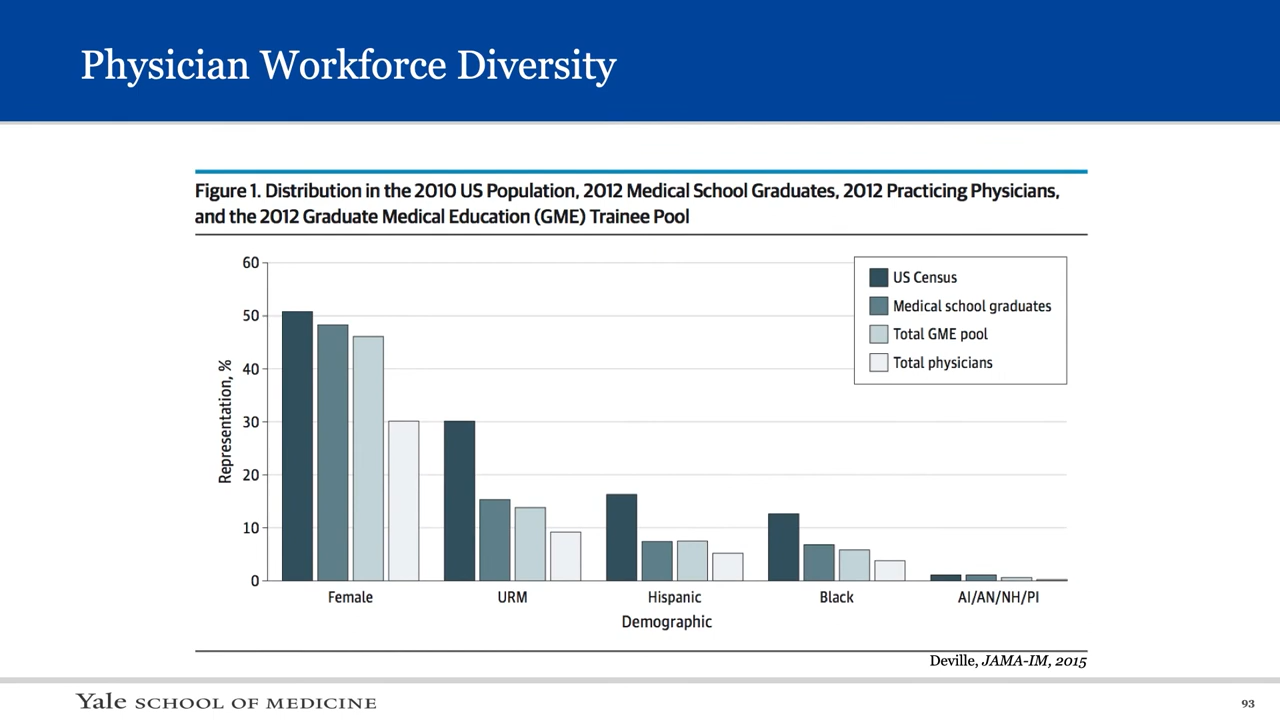 Physician Workforce Diversity
Figure 1. Distribution in the 2010 US Population, 2012 Medical School Graduates, 2012 Practicing Physicians,
and the 2012 Graduate Medical Education (GME) Trainee Pool
60
50
40
30
20
10
0
Representation, %
US Census
Medical school graduates
Total GME pool
Total physicians
Female
URM
Hispanic
Black
AI/AN/NH/PI
Demographic
Deville, JAMA-IM, 2015
Yale SCHOOL OF MEDICINE
93